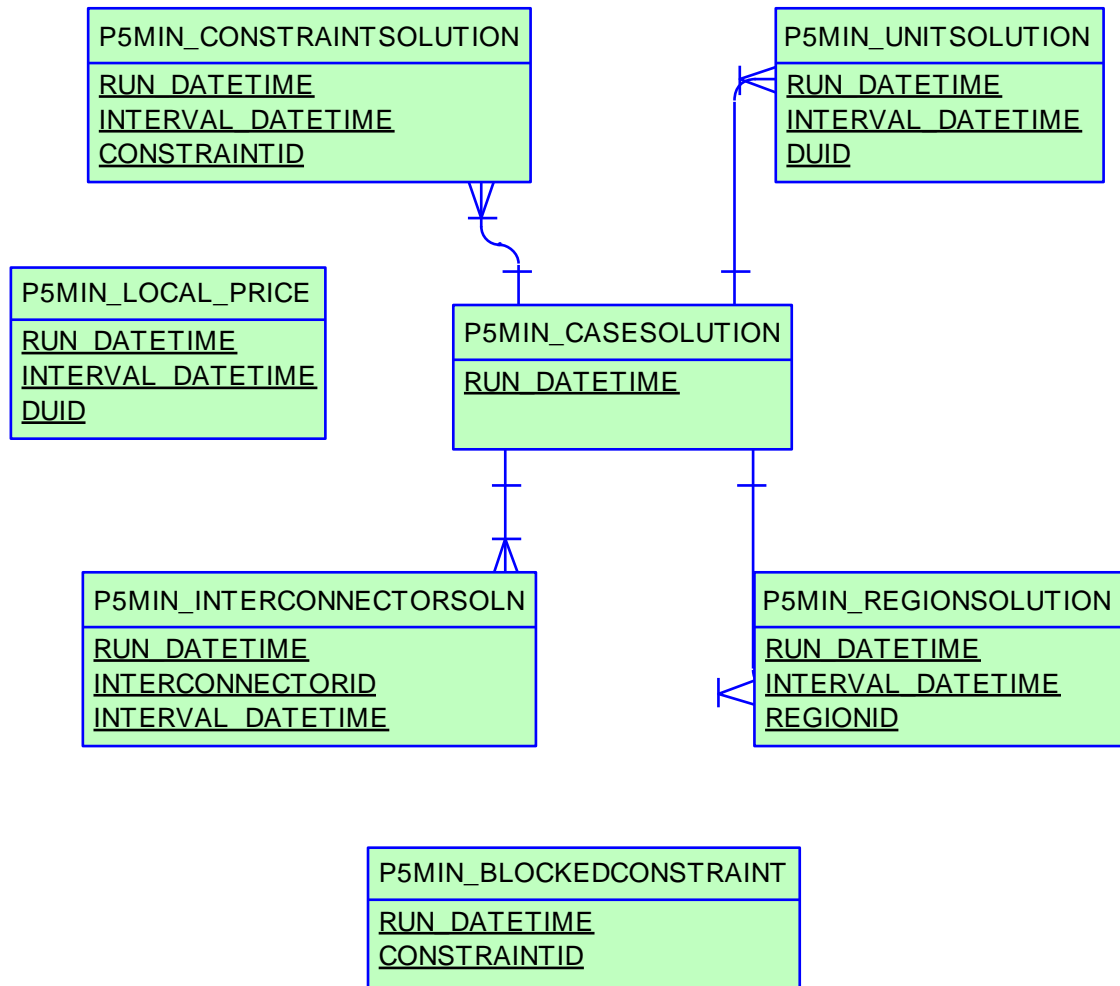 P5MIN_CONSTRAINTSOLUTION
RUN_DATETIME
INTERVAL_DATETIME
CONSTRAINTID
P5MIN_UNITSOLUTION
RUN_DATETIME
INTERVAL_DATETIME
DUID
P5MIN_LOCAL_PRICE
RUN_DATETIME
INTERVAL_DATETIME
DUID
P5MIN_CASESOLUTION
RUN_DATETIME
P5MIN_INTERCONNECTORSOLN
RUN_DATETIME
INTERCONNECTORID
INTERVAL_DATETIME
P5MIN_REGIONSOLUTION
RUN_DATETIME
INTERVAL_DATETIME
REGIONID
P5MIN_BLOCKEDCONSTRAINT
RUN_DATETIME
CONSTRAINTID